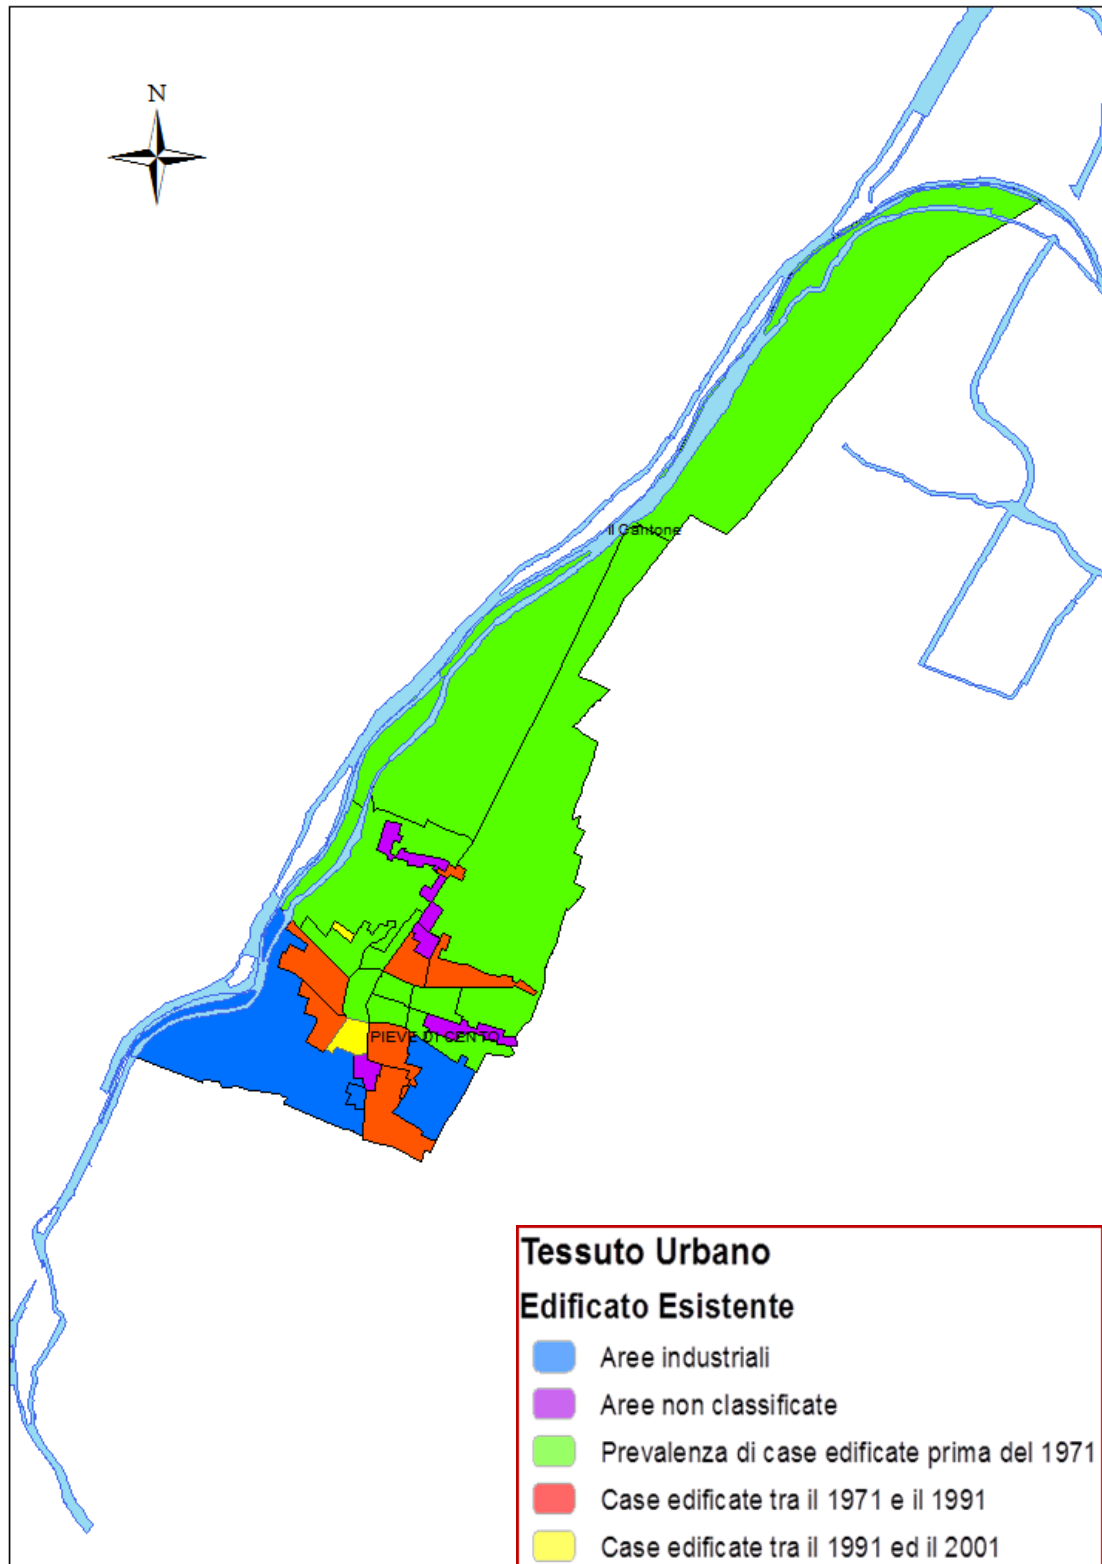 N
Il Cantone
PIEVE DI CENTO
Tessuto Urbano
Edificato Esistente
Aree industriali
Aree non classificate
Prevalenza di case edificate prima del 1971
Case edificate tra il 1971 e il 1991
Case edificate tra il 1991 ed il 2001